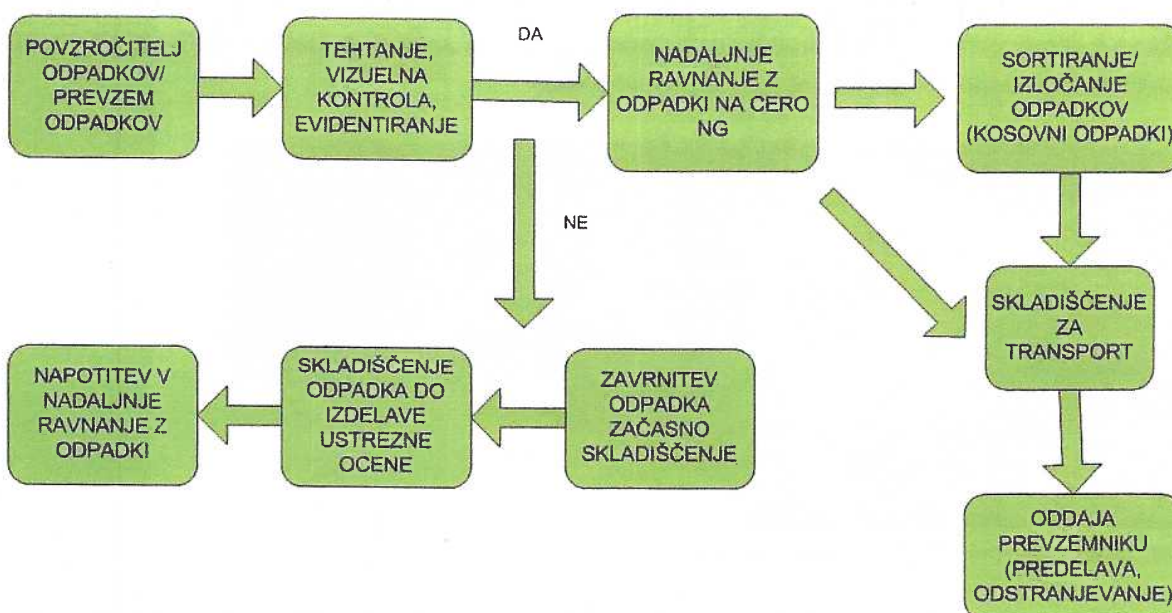 POVZROČITELJ
ODPADKOV/
PREVZEM
ODPADKOV
TEHTANJE,
VIZUELNA
KONTROLA,
EVIDENTIRANJE
DA
NADALJNJE
RAVNANJE Z
ODPADKI NA CERO
NG
SORTIRANJE/
IZLOČANJE
ODPADKOV
(KOSOVNI ODPADKI)
NE
SKLADIŠČENJE
ZA
TRANSPORT
NAPOTITEV V
NADALJNJE
RAVNANJE Z
ODPADKI
SKLADIŠČENJE
ODPADKA DO
IZDELAVE
USTREZNE
OCENE
ZAVRNITEV
ODPADKA
ZAČASNO
SKLADIŠČENJE
ODDAJA
PREVZEMNIKU
(PREDELAVA,
ODSTRANJEVANJE)